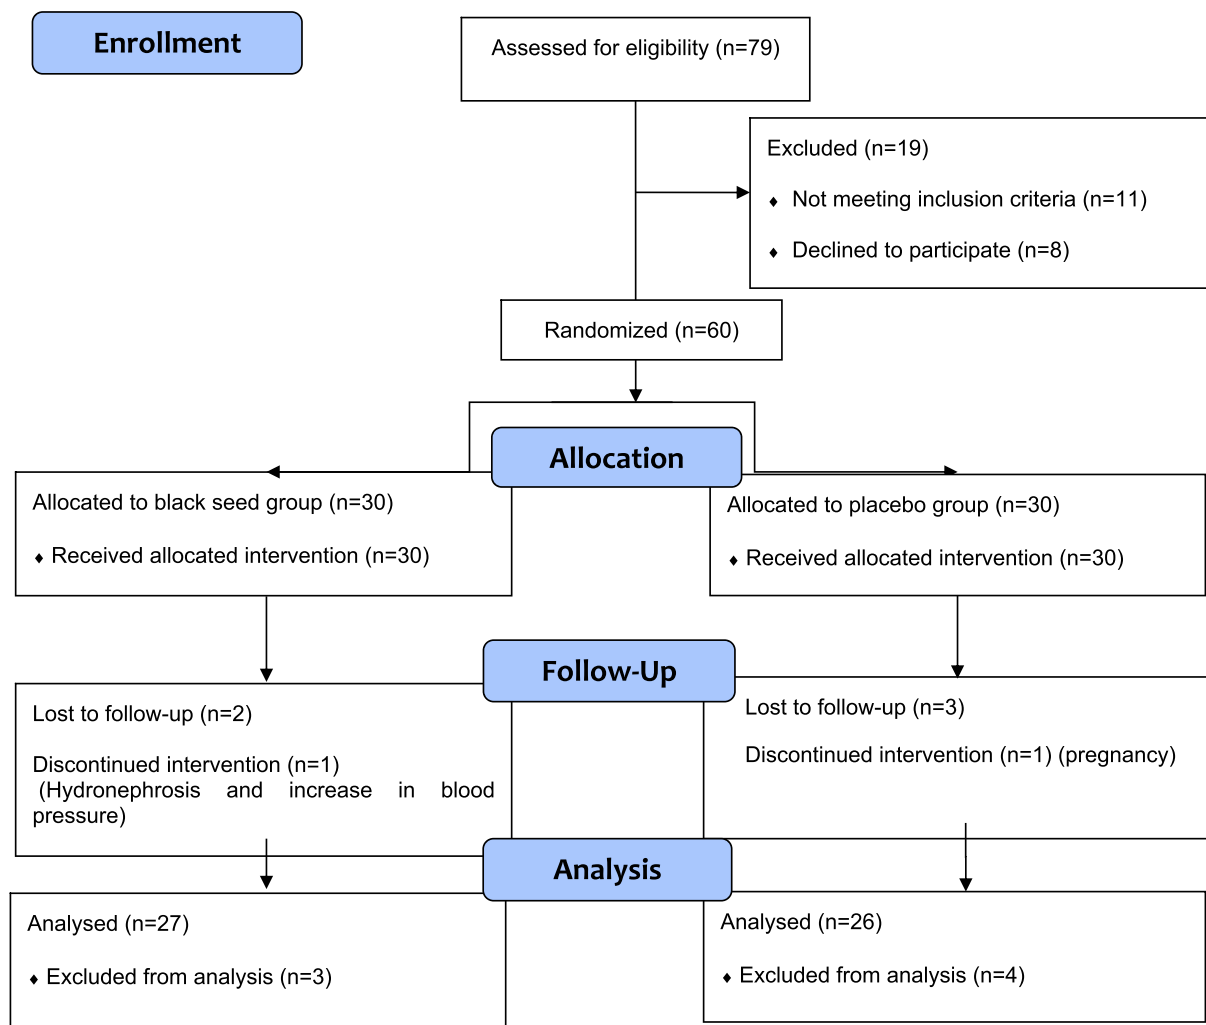 Enrollment
Assessed for eligibility (n=79)
Excluded (n=19)
♦ Not meeting inclusion criteria (n=11)
♦ Declined to participate (n=8)
Randomized (n=60)
Allocation
Allocated to black seed group (n=30)
♦ Received allocated intervention (n=30)
Allocated to placebo group (n=30)
♦ Received allocated intervention (n=30)
Follow-Up
Lost to follow-up (n=2)
Discontinued intervention (n=1)
(Hydronephrosis and increase in blood
pressure)
Lost to follow-up (n=3)
Discontinued intervention (n=1) (pregnancy)
Analysis
Analysed (n=27)
♦ Excluded from analysis (n=3)
Analysed (n=26)
♦ Excluded from analysis (n=4)